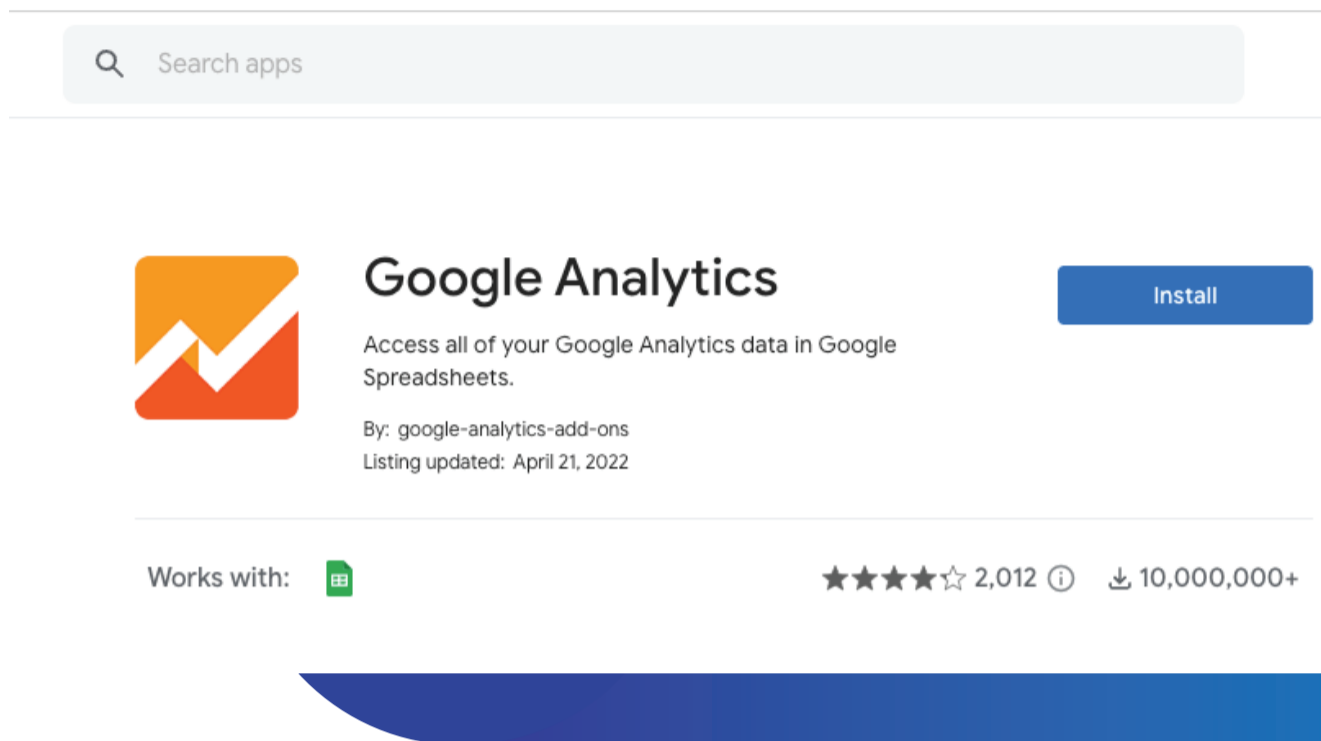 Search apps
Google Analytics
Install
Access all of your Google Analytics data in Google
Spreadsheets.
By: google-analytics-add-ons
Listing updated: April 21, 2022
Works with:
2,012
10,000,000+